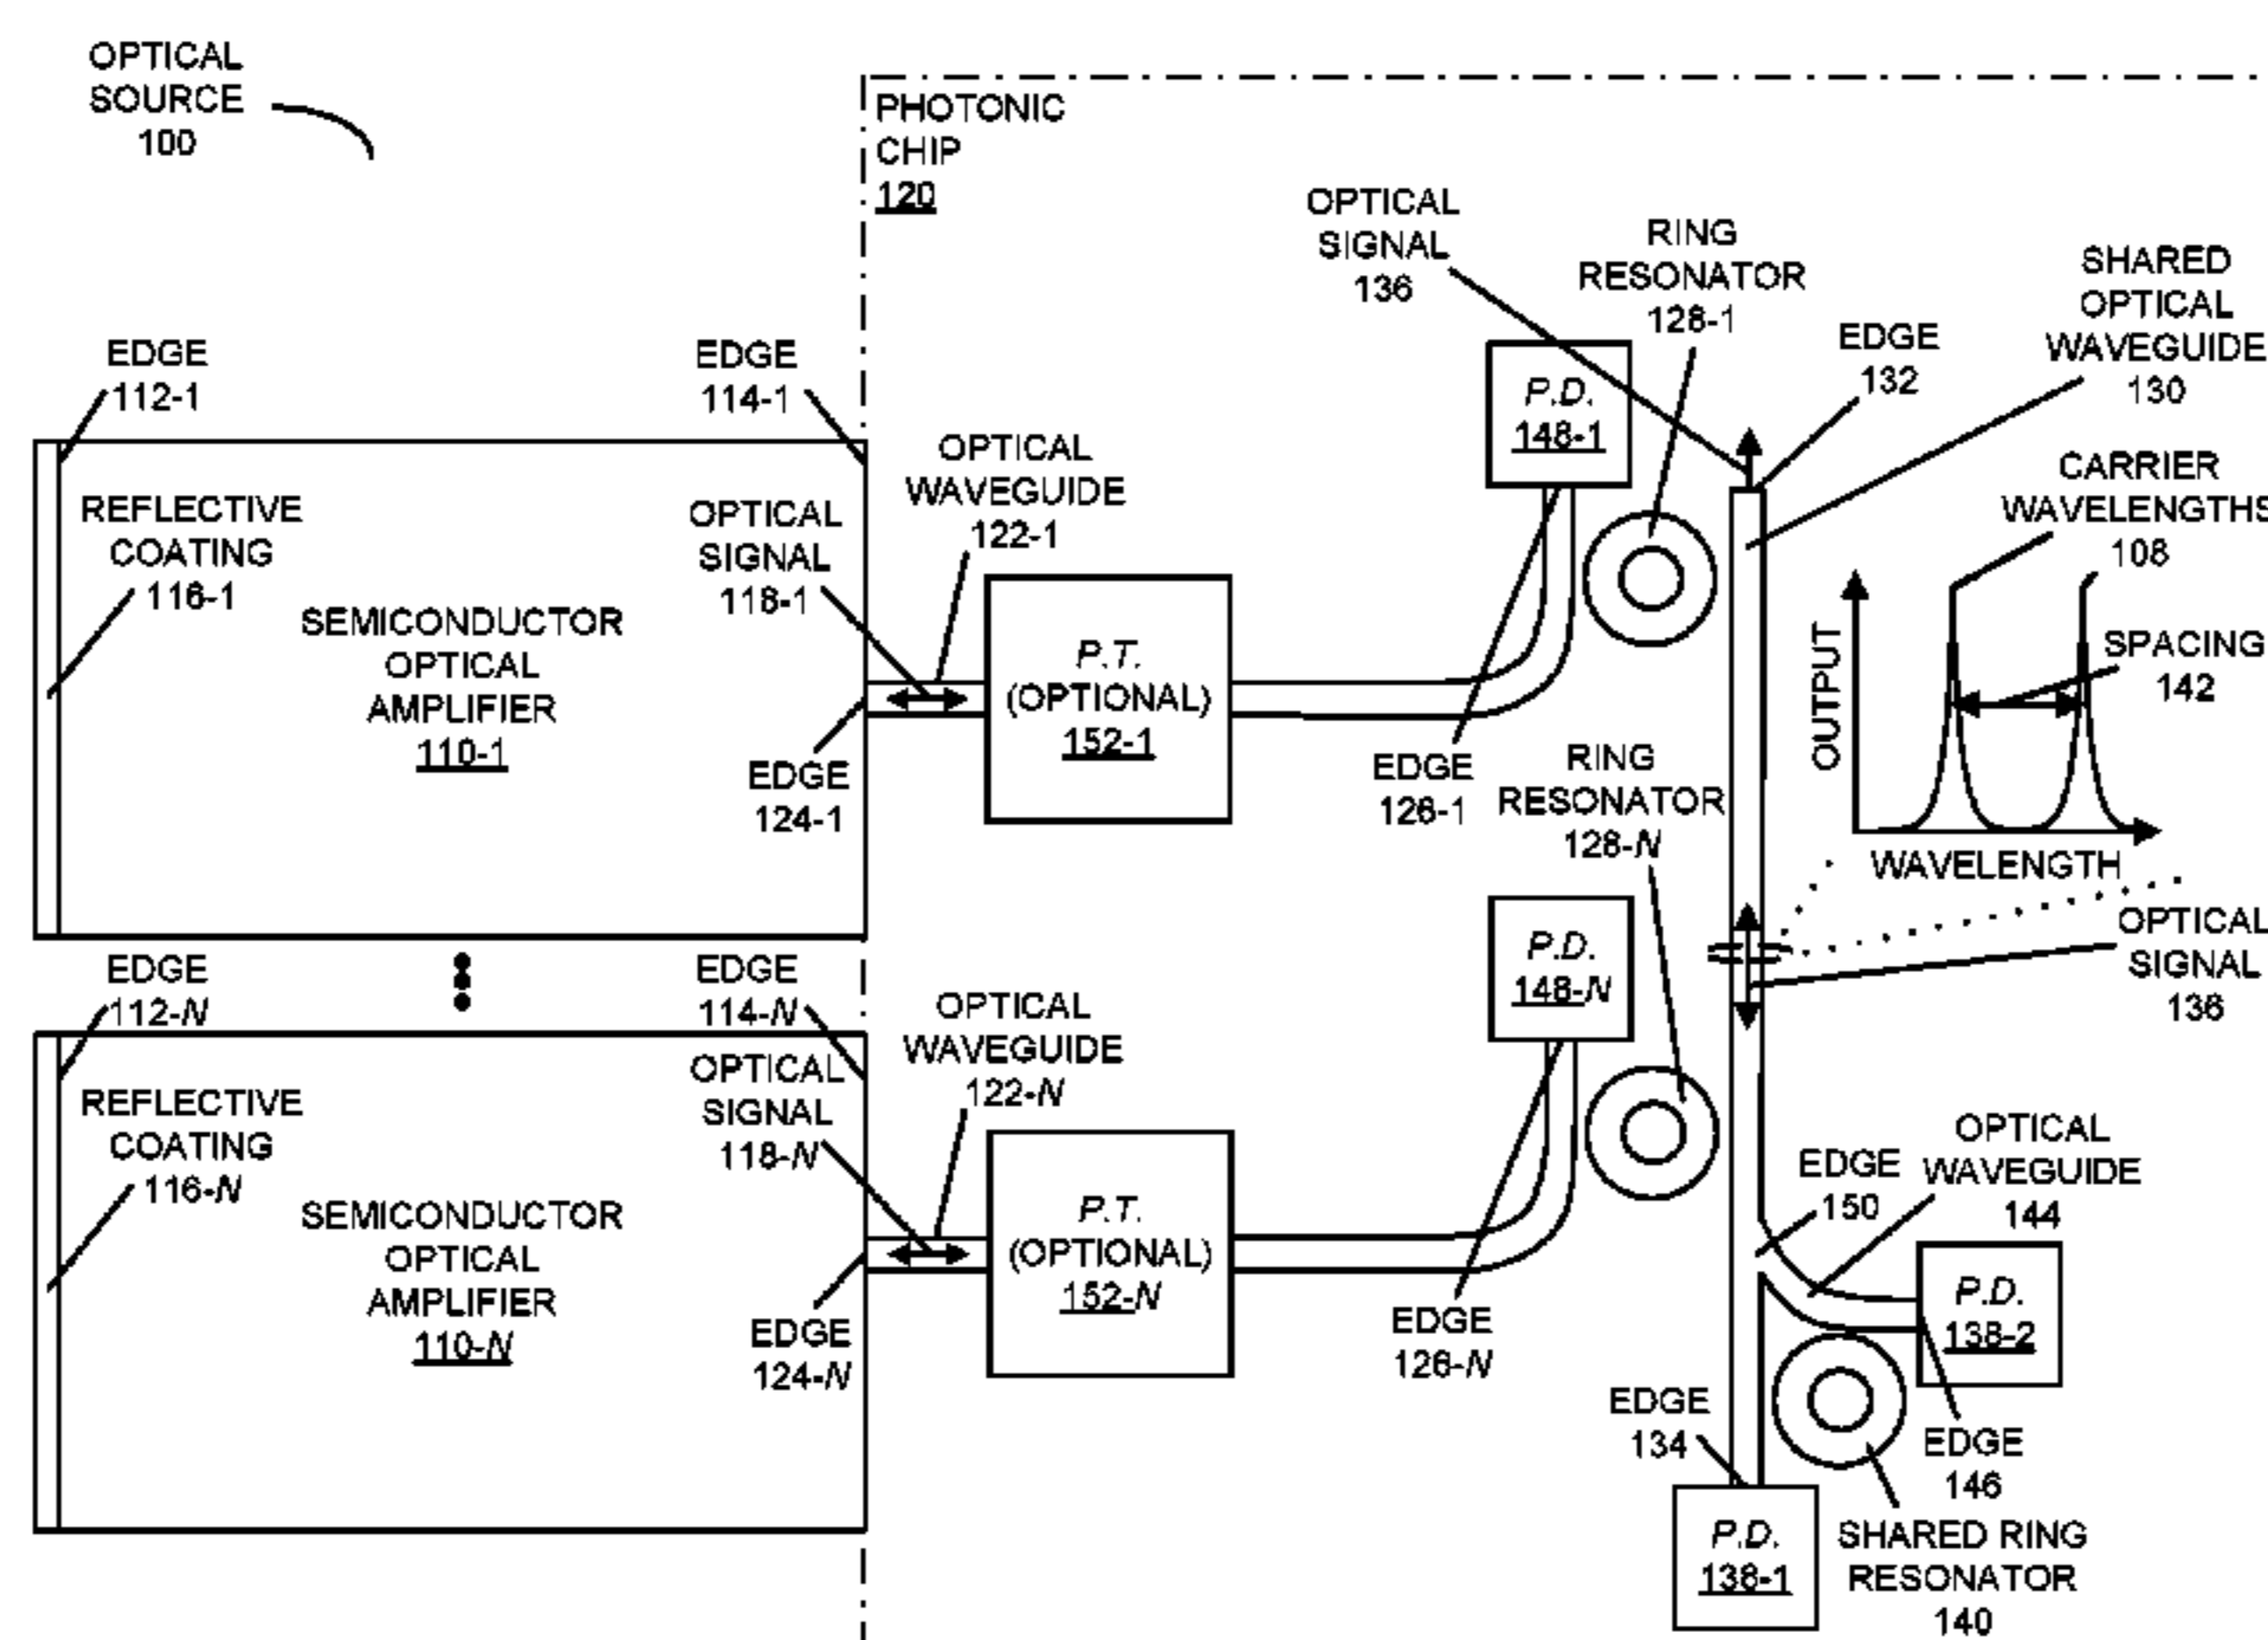 OPTICAL
SOURCE
100
PHOTONIC
CHIP
120
OPTICAL
SIGNAL
136
RING
RESONATOR
128-1
SHARED
OPTICAL
WAVEGUIDE
130
EDGE
132
EDGE
112-1
EDGE
114-1
P.D.
148-1
OPTICAL
WAVEGUIDE
122-1
CARRIER
WAVELENGTHS
108
REFLECTIVE
COATING
116-1
OPTICAL
SIGNAL
118-1
SEMICONDUCTOR
OPTICAL
AMPLIFIER
110-1
P.T.
(OPTIONAL)
152-1
OUTPUT
SPACING
142
EDGE
124-1
EDGE
126-1
RING
RESONATOR
128-N
WAVELENGTH
OPTICAL
SIGNAL
136
EDGE
112-N
EDGE
114-N
P.D.
148-N
OPTICAL
WAVEGUIDE
122-N
REFLECTIVE
COATING
116-N
OPTICAL
SIGNAL
118-N
SEMICONDUCTOR
OPTICAL
AMPLIFIER
110-N
P.T.
(OPTIONAL)
152-N
EDGE
150
OPTICAL
WAVEGUIDE
144
P.D.
138-2
EDGE
124-N
EDGE
126-N
EDGE
134
EDGE
146
P.D.
138-1
SHARED RING
RESONATOR
140